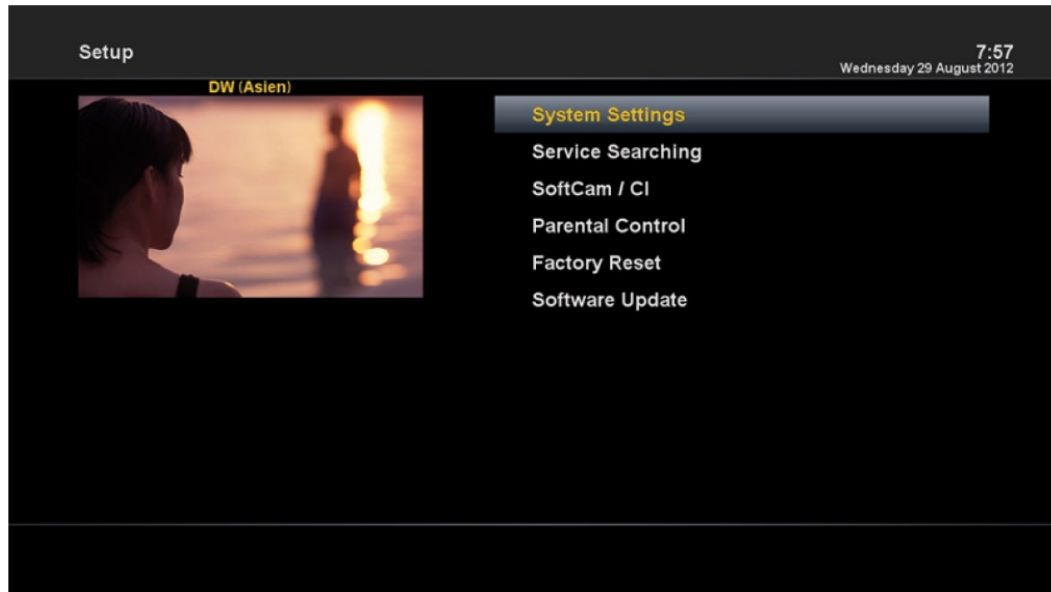 Setup
7:57
Wednesday 29 August 2012
DW (Asien)
System Settings
Service Searching
SoftCam / CI
Parental Control
Factory Reset
Software Update